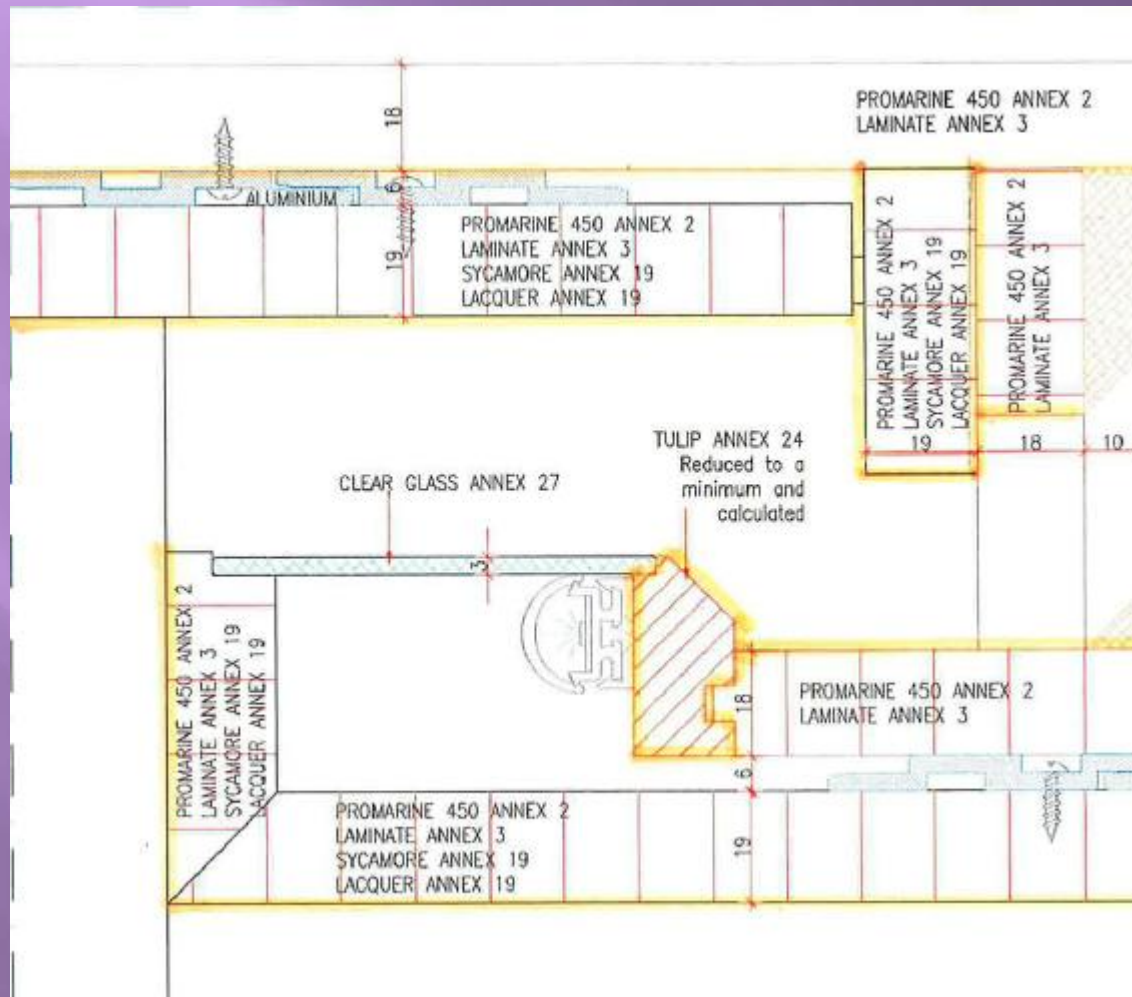 18
PROMARINE 450 ANNEX 2
LAMINATE ANNEX 3
6
ALUMINIUM
19
PROMARINE 450 ANNEX 2
LAMINATE ANNEX 3
SYCAMORE ANNEX 19
LACQUER ANNEX 19
PROMARINE 450 ANNEX 2
LAMINATE ANNEX 3
SYCAMORE ANNEX 19
LACQUER ANNEX 19
PROMARINE 450 ANNEX 2
LAMINATE ANNEX 3
19
18
10
TULIP ANNEX 24
Reduced to a
minimum and
calculated
CLEAR GLASS ANNEX 27
3
PROMARINE 450 ANNEX 2
LAMINATE ANNEX 3
SYCAMORE ANNEX 19
LACQUER ANNEX 19
18
PROMARINE 450 ANNEX 2
LAMINATE ANNEX 3
6
PROMARINE 450 ANNEX 2
LAMINATE ANNEX 3
SYCAMORE ANNEX 19
LACQUER ANNEX 19
19